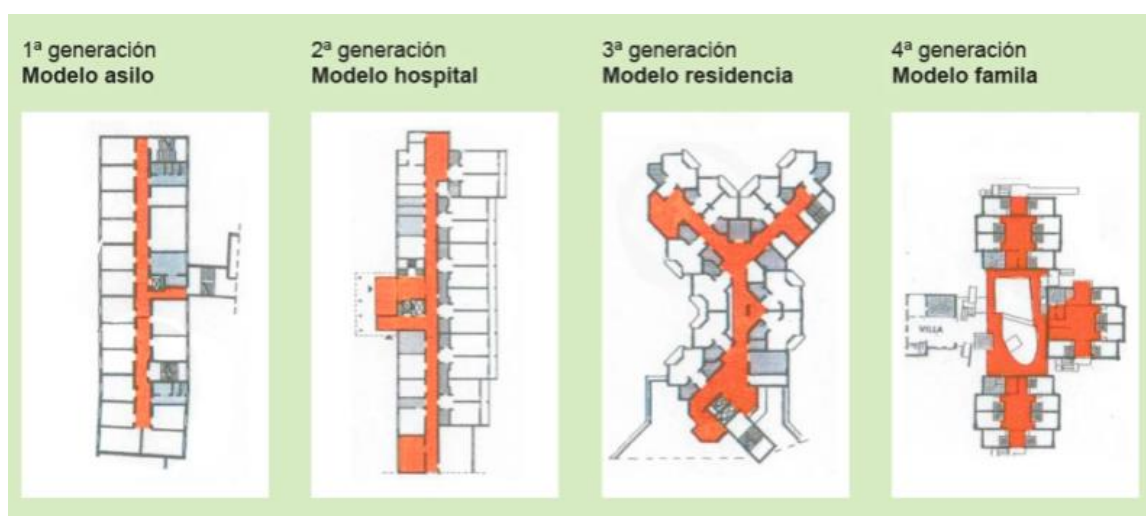 1ª generación
Modelo asilo
2ª generación
Modelo hospital
3ª generación
Modelo residencia
4ª generación
Modelo famila
VILLA